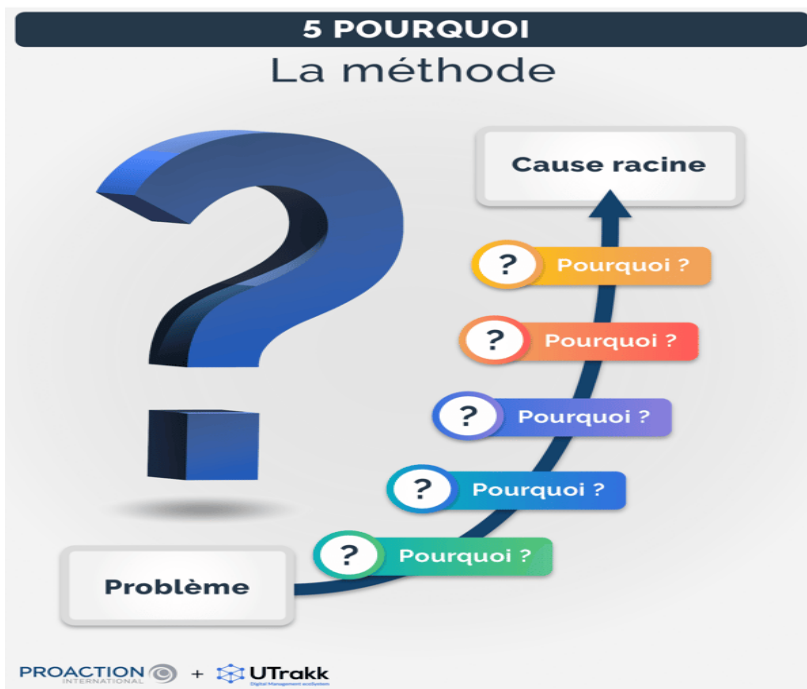 5 POURQUOI
La méthode
Cause racine
? Pourquoi ?
? Pourquoi ?
? Pourquoi ?
? Pourquoi ?
? Pourquoi ?
Problème
PROACTION + UTrakk
INTERNATIONAL